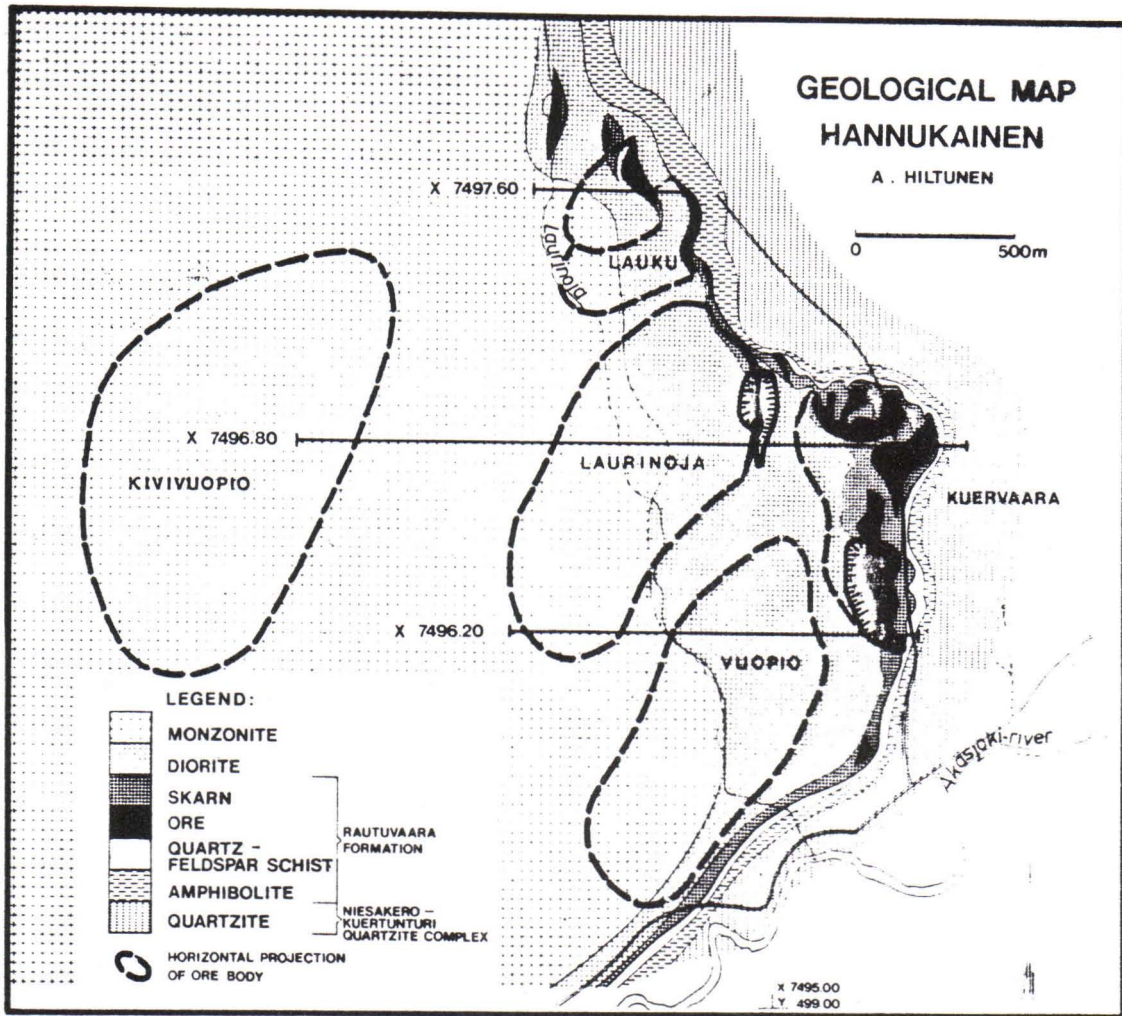 GEOLOGICAL MAP
HANNUKAINEN
A. HILTUNEN
0 500m
X 7497.60
LAUKU
Laurinoja
X 7496.80
KIVIVUOPIO
LAURINOJA
KUERVAARA
X 7496.20
VUOPIO
Äkäsjoki-river
LEGEND:
MONZONITE
DIORITE
SKARN
ORE
QUARTZ -
FELDSPAR SCHIST
AMPHIBOLITE
QUARTZITE
RAUTUVAARA
FORMATION
NIESAKERO -
KUERTUNTURI
QUARTZITE COMPLEX
HORIZONTAL PROJECTION
OF ORE BODY
X 7495.00
Y 499.00